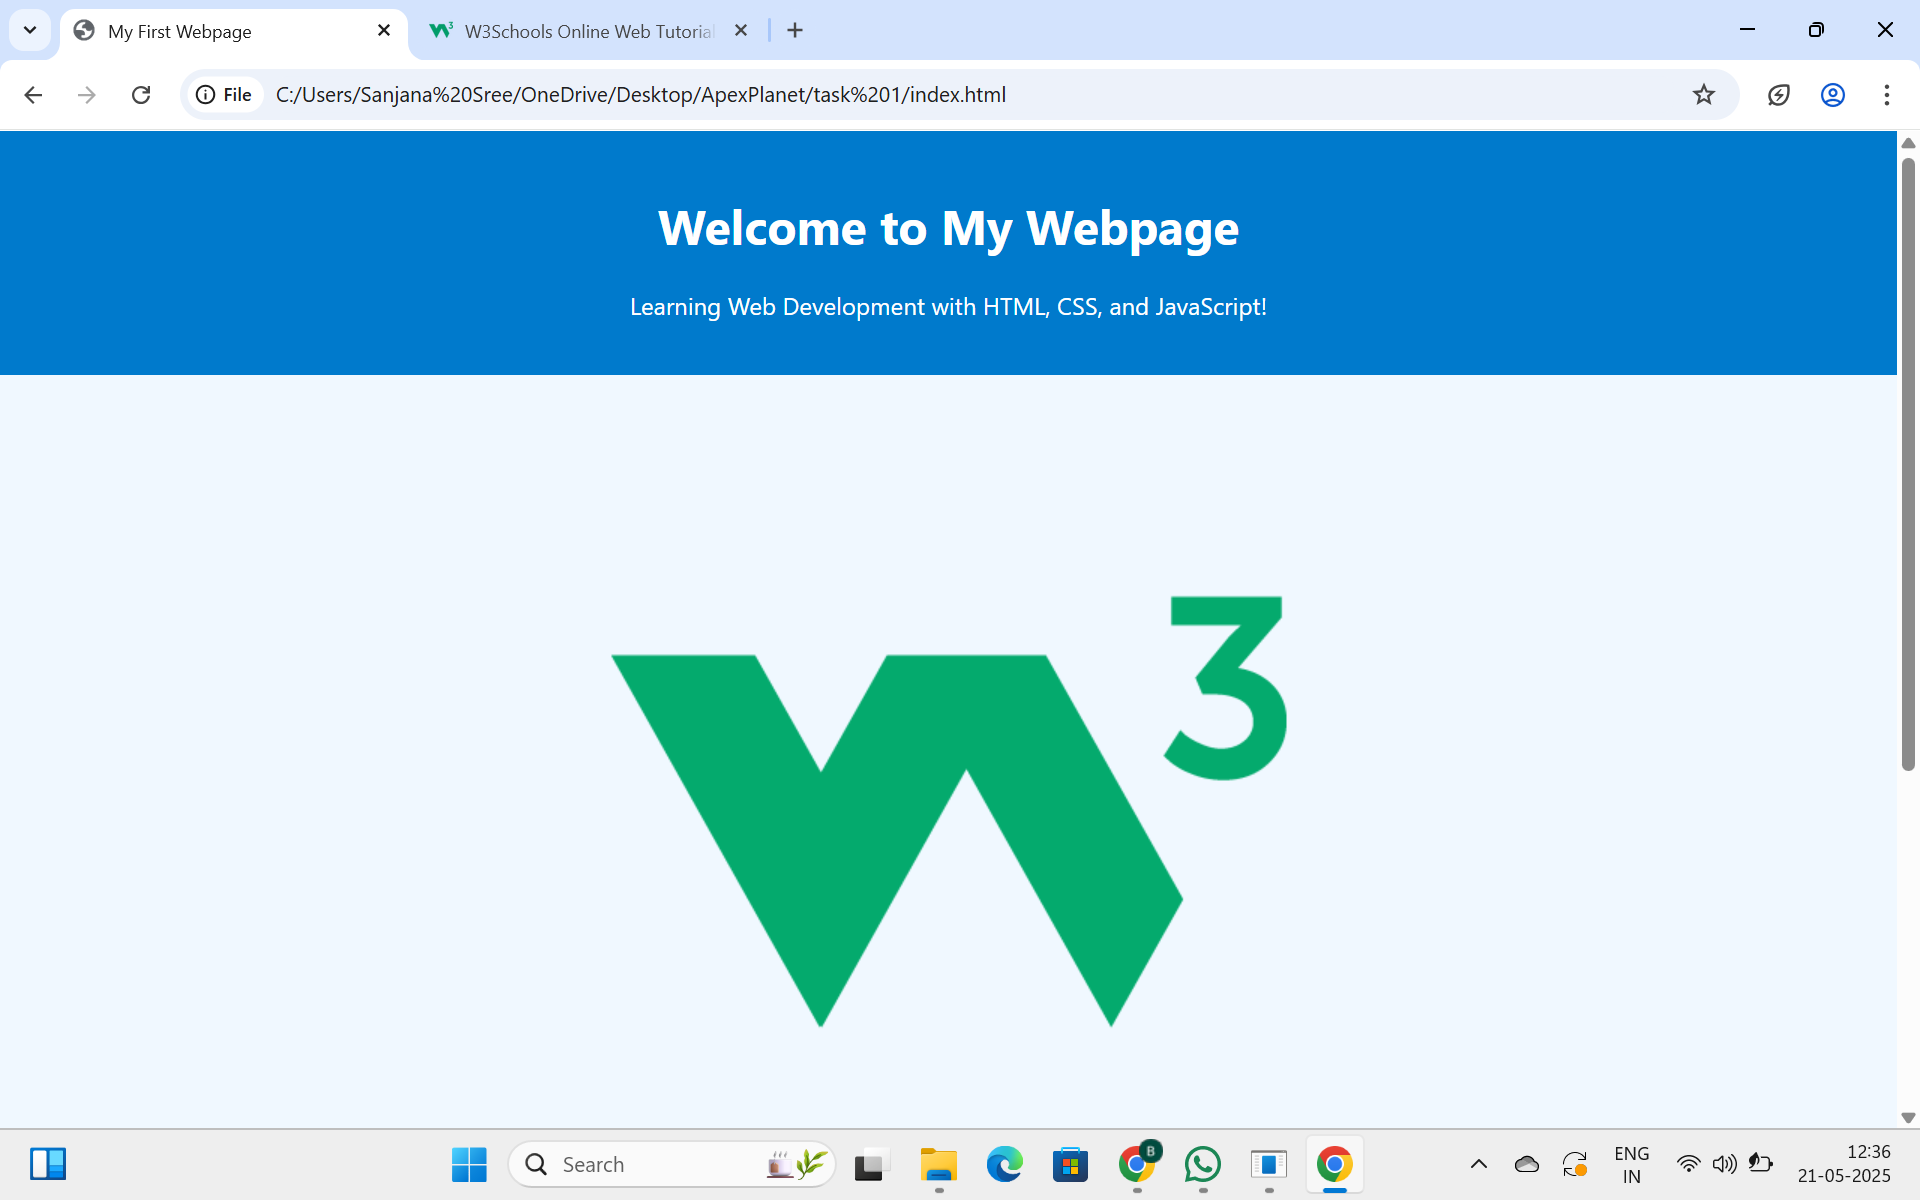 My First Webpage
W3Schools Online Web Tutorial
File
C:/Users/Sanjana%20Sree/OneDrive/Desktop/ApexPlanet/task%201/index.html
Welcome to My Webpage
Learning Web Development with HTML, CSS, and JavaScript!
W3
Search
B
ENG
IN
12:36
21-05-2025